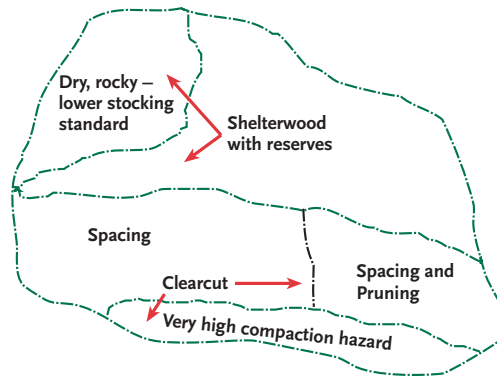 Dry, rocky –
lower stocking
standard
Shelterwood
with reserves
Spacing
Clearcut
Spacing and
Pruning
Very high compaction hazard